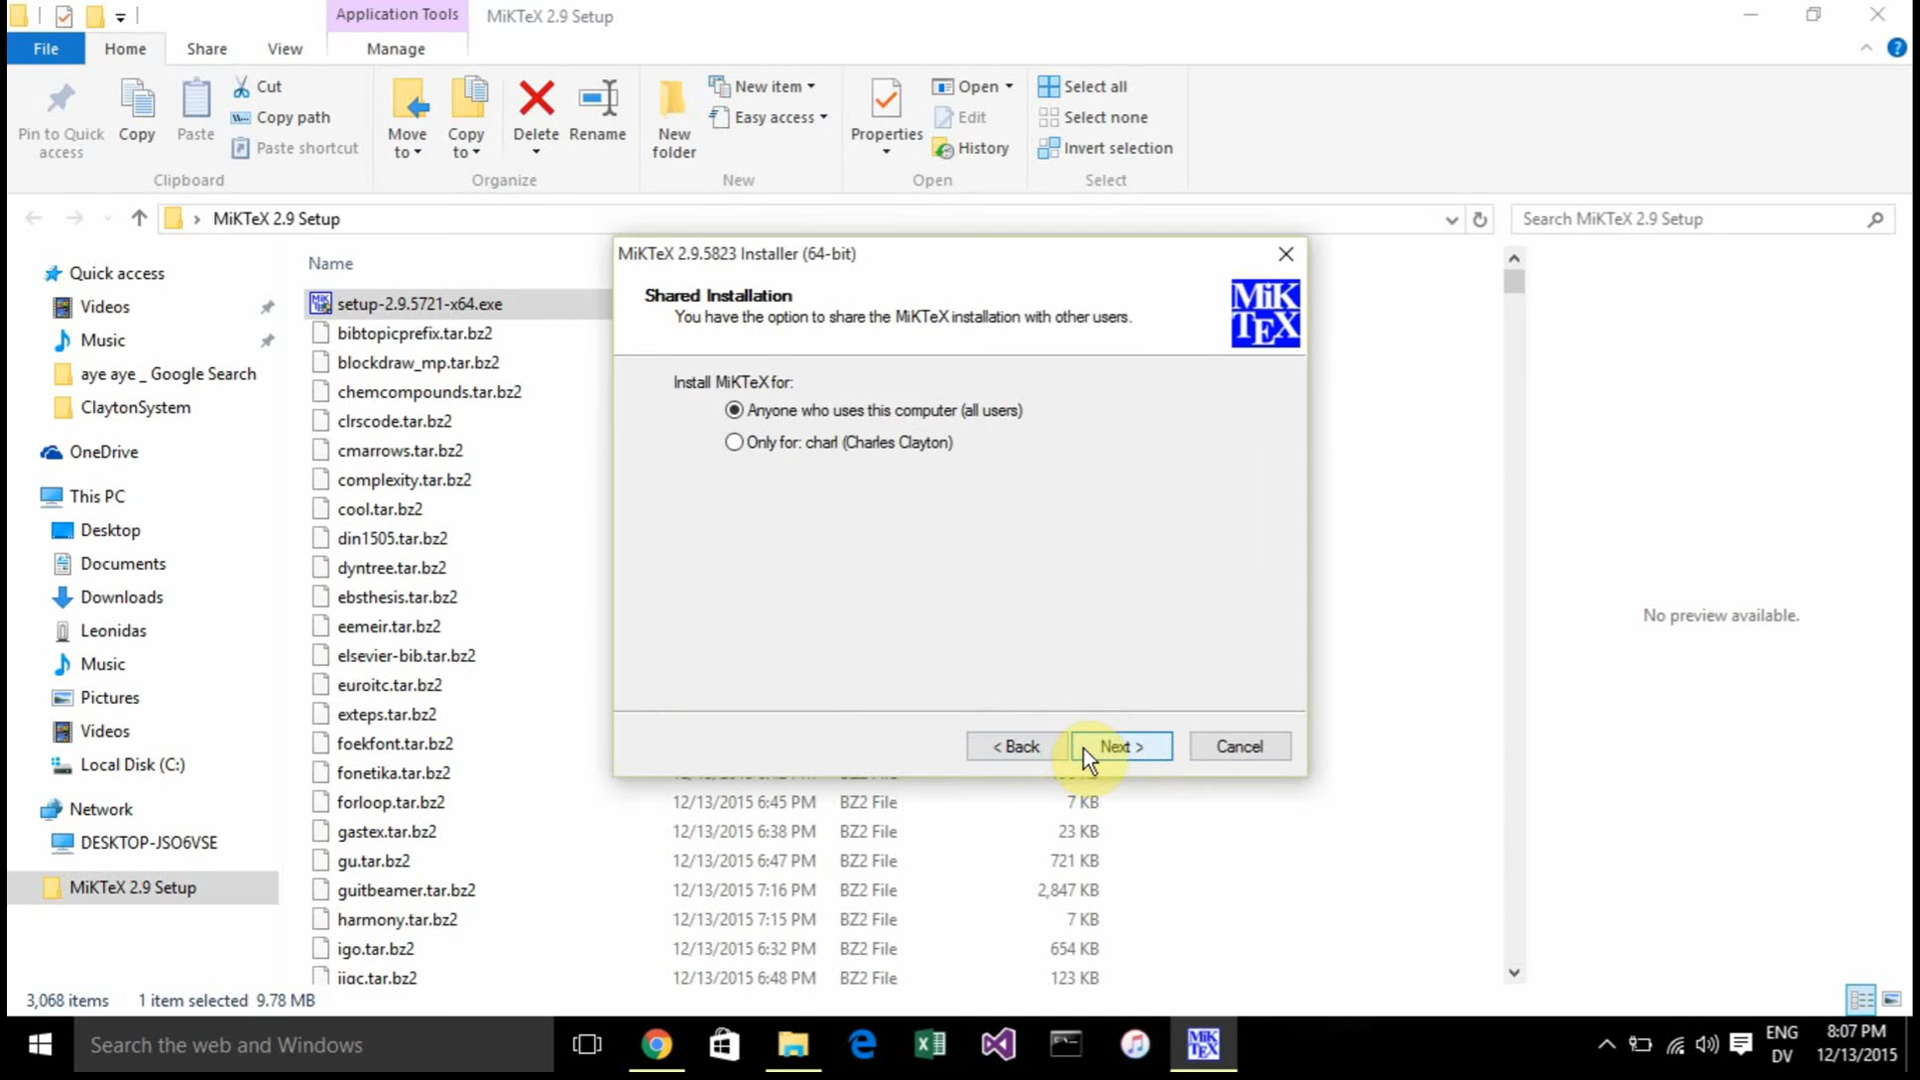 Application Tools
MiKTeX 2.9 Setup
File
Home
Share
View
Manage
Pin to Quick access
Copy
Paste
Cut
Copy path
Paste shortcut
Clipboard
Move to
Copy to
Delete
Rename
Organize
New folder
New item
Easy access
New
Properties
Open
Edit
History
Open
Select all
Select none
Invert selection
Select
MiKTeX 2.9 Setup
Search MiKTeX 2.9 Setup
Quick access
Videos
Music
aye aye _ Google Search
ClaytonSystem
OneDrive
This PC
Desktop
Documents
Downloads
Leonidas
Music
Pictures
Videos
Local Disk (C:)
Network
DESKTOP-JSO6VSE
MiKTeX 2.9 Setup
Name
setup-2.9.5721-x64.exe
bibtopicprefix.tar.bz2
blockdraw_mp.tar.bz2
chemcompounds.tar.bz2
clrscode.tar.bz2
cmarrows.tar.bz2
complexity.tar.bz2
cool.tar.bz2
din1505.tar.bz2
dyntree.tar.bz2
ebsthesis.tar.bz2
eemeir.tar.bz2
elsevier-bib.tar.bz2
euroitc.tar.bz2
exteps.tar.bz2
foekfont.tar.bz2
fonetika.tar.bz2
forloop.tar.bz2 12/13/2015 6:45 PM BZ2 File 7 KB
gastex.tar.bz2 12/13/2015 6:38 PM BZ2 File 23 KB
gu.tar.bz2 12/13/2015 6:47 PM BZ2 File 721 KB
guitbeamer.tar.bz2 12/13/2015 7:16 PM BZ2 File 2,847 KB
harmony.tar.bz2 12/13/2015 7:15 PM BZ2 File 7 KB
igo.tar.bz2 12/13/2015 6:32 PM BZ2 File 654 KB
ijqc.tar.bz2 12/13/2015 6:48 PM BZ2 File 123 KB
MiKTeX 2.9.5823 Installer (64-bit)
Shared Installation
You have the option to share the MiKTeX installation with other users.
MiK
TEX
Install MiKTeX for:
Anyone who uses this computer (all users)
Only for: charl (Charles Clayton)
< Back
Next >
Cancel
No preview available.
3,068 items 1 item selected 9.78 MB
Search the web and Windows
MiK
TEX
ENG
DV
8:07 PM
12/13/2015